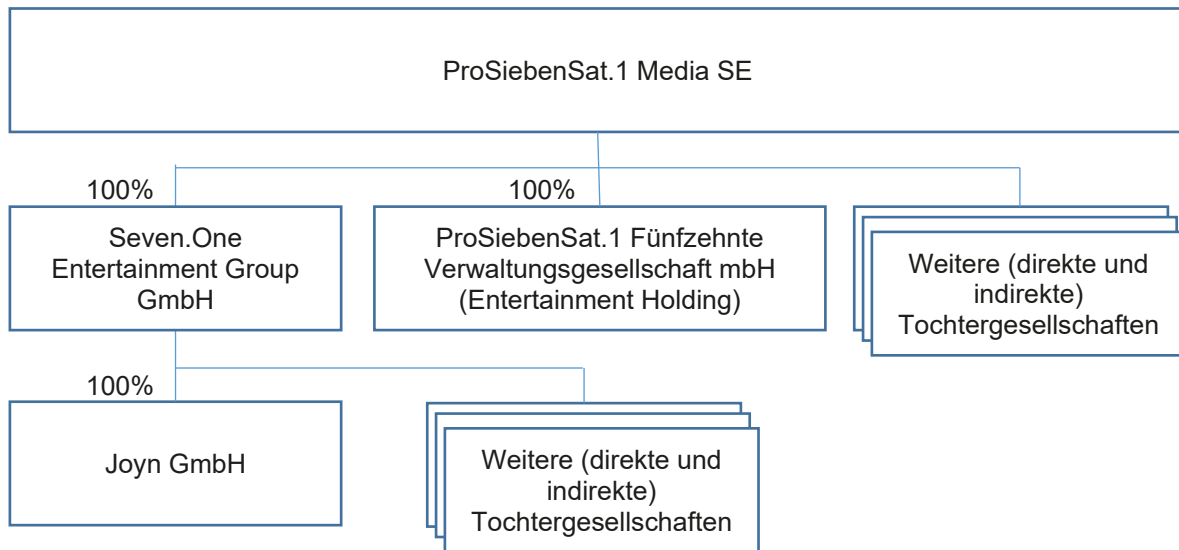 ProSiebenSat.1 Media SE
100%
100%
Seven.One
Entertainment Group
GmbH
ProSiebenSat.1 Fünfzehnte
Verwaltungsgesellschaft mbH
(Entertainment Holding)
Weitere (direkte und
indirekte)
Tochtergesellschaften
100%
Joyn GmbH
Weitere (direkte und
indirekte)
Tochtergesellschaften